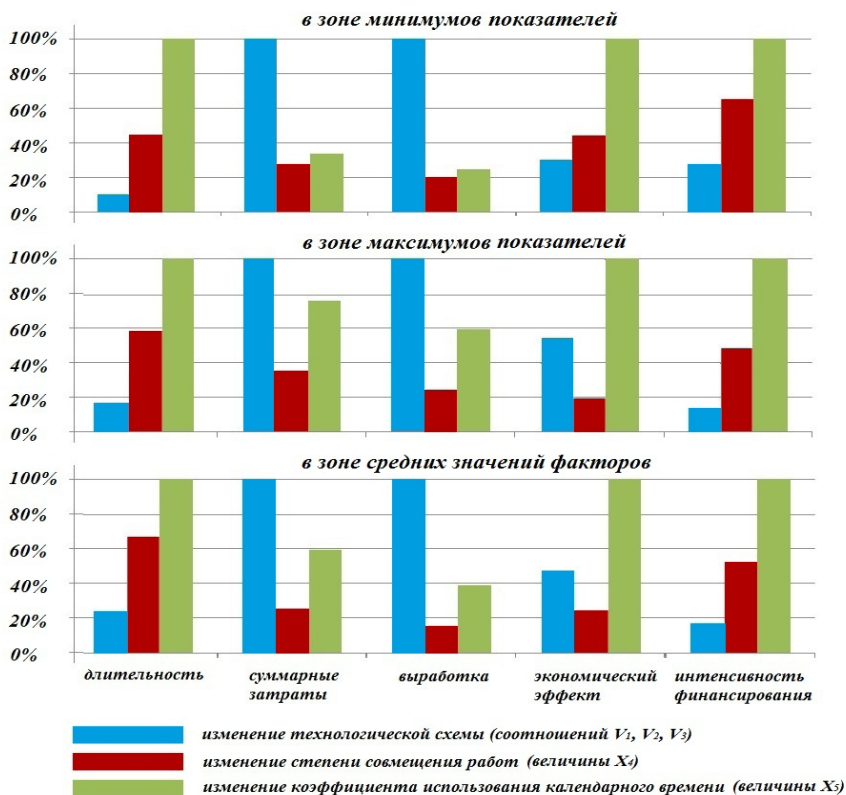 в зоне минимумов показателей
100%
80%
60%
40%
20%
0%
в зоне максимумов показателей
100%
80%
60%
40%
20%
0%
в зоне средних значений факторов
100%
80%
60%
40%
20%
0%
длительность
суммарные
затраты
выработка
экономический
эффект
интенсивность
финансирования
изменение технологической схемы (соотношений V₁, V₂, V₃)
изменение степени совмещения работ (величины X₄)
изменение коэффициента использования календарного времени (величины X₅)